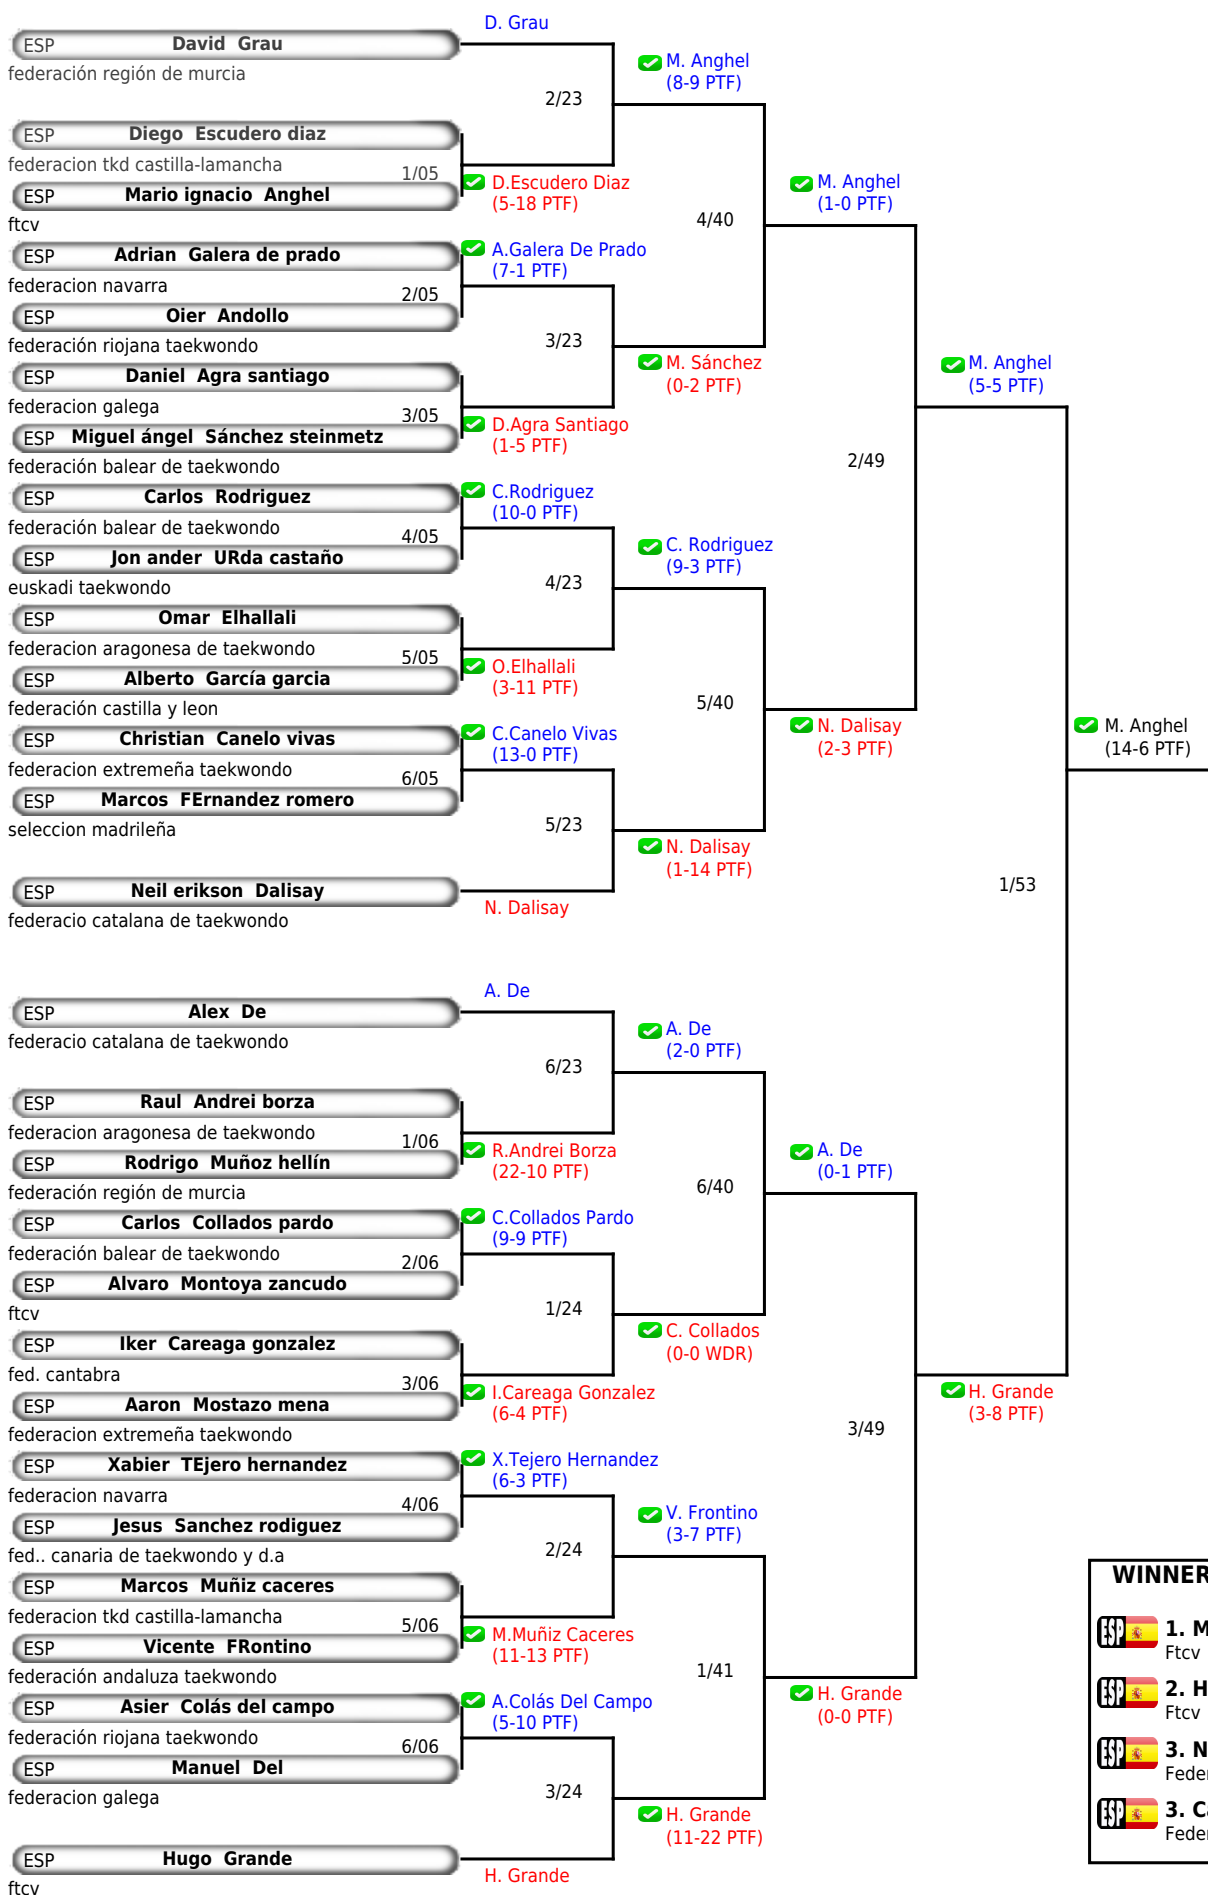 D. Grau
ESP David Grau
federación región de murcia
M. Anghel
(8-9 PTF)
2/23
ESP Diego Escudero diaz
federacion tkd castilla-lamancha
1/05
D.Escudero Diaz
(5-18 PTF)
ESP Mario ignacio Anghel
ftcv
M. Anghel
(1-0 PTF)
4/40
ESP Adrian Galera de prado
federacion navarra
A.Galera De Prado
(7-1 PTF)
2/05
ESP Oier Andollo
federación riojana taekwondo
3/23
M. Sánchez
(0-2 PTF)
ESP Daniel Agra santiago
federacion galega
3/05
D.Agra Santiago
(1-5 PTF)
ESP Miguel ángel Sánchez steinmetz
federación balear de taekwondo
M. Anghel
(5-5 PTF)
2/49
ESP Carlos Rodriguez
federación balear de taekwondo
C.Rodriguez
(10-0 PTF)
4/05
ESP Jon ander URda castaño
euskadi taekwondo
C. Rodriguez
(9-3 PTF)
4/23
ESP Omar Elhallali
federacion aragonesa de taekwondo
5/05
O.Elhallali
(3-11 PTF)
ESP Alberto García garcia
federación castilla y leon
5/40
N. Dalisay
(2-3 PTF)
M. Anghel
(14-6 PTF)
ESP Christian Canelo vivas
federacion extremeña taekwondo
C.Canelo Vivas
(13-0 PTF)
6/05
ESP Marcos FErnandez romero
seleccion madrileña
5/23
N. Dalisay
(1-14 PTF)
ESP Neil erikson Dalisay
federacio catalana de taekwondo
N. Dalisay
1/53
A. De
ESP Alex De
federacio catalana de taekwondo
A. De
(2-0 PTF)
6/23
ESP Raul Andrei borza
federacion aragonesa de taekwondo
1/06
R.Andrei Borza
(22-10 PTF)
ESP Rodrigo Muñoz hellín
federación región de murcia
A. De
(0-1 PTF)
6/40
ESP Carlos Collados pardo
federación balear de taekwondo
C.Collados Pardo
(9-9 PTF)
2/06
ESP Alvaro Montoya zancudo
ftcv
1/24
C. Collados
(0-0 WDR)
ESP Iker Careaga gonzalez
fed. cantabra
3/06
I.Careaga Gonzalez
(6-4 PTF)
ESP Aaron Mostazo mena
federacion extremeña taekwondo
3/49
H. Grande
(3-8 PTF)
ESP Xabier TEjero hernandez
federacion navarra
X.Tejero Hernandez
(6-3 PTF)
4/06
ESP Jesus Sanchez rodiguez
fed.. canaria de taekwondo y d.a
V. Frontino
(3-7 PTF)
2/24
ESP Marcos Muñiz caceres
federacion tkd castilla-lamancha
5/06
M.Muñiz Caceres
(11-13 PTF)
ESP Vicente FRontino
federación andaluza taekwondo
1/41
H. Grande
(0-0 PTF)
ESP Asier Colás del campo
federación riojana taekwondo
A.Colás Del Campo
(5-10 PTF)
6/06
ESP Manuel Del
federacion galega
3/24
H. Grande
(11-22 PTF)
ESP Hugo Grande
ftcv
H. Grande
WINNER
ESP 1. M
Ftcv
ESP 2. H
Ftcv
ESP 3. N
Feder
ESP 3. Ca
Feder